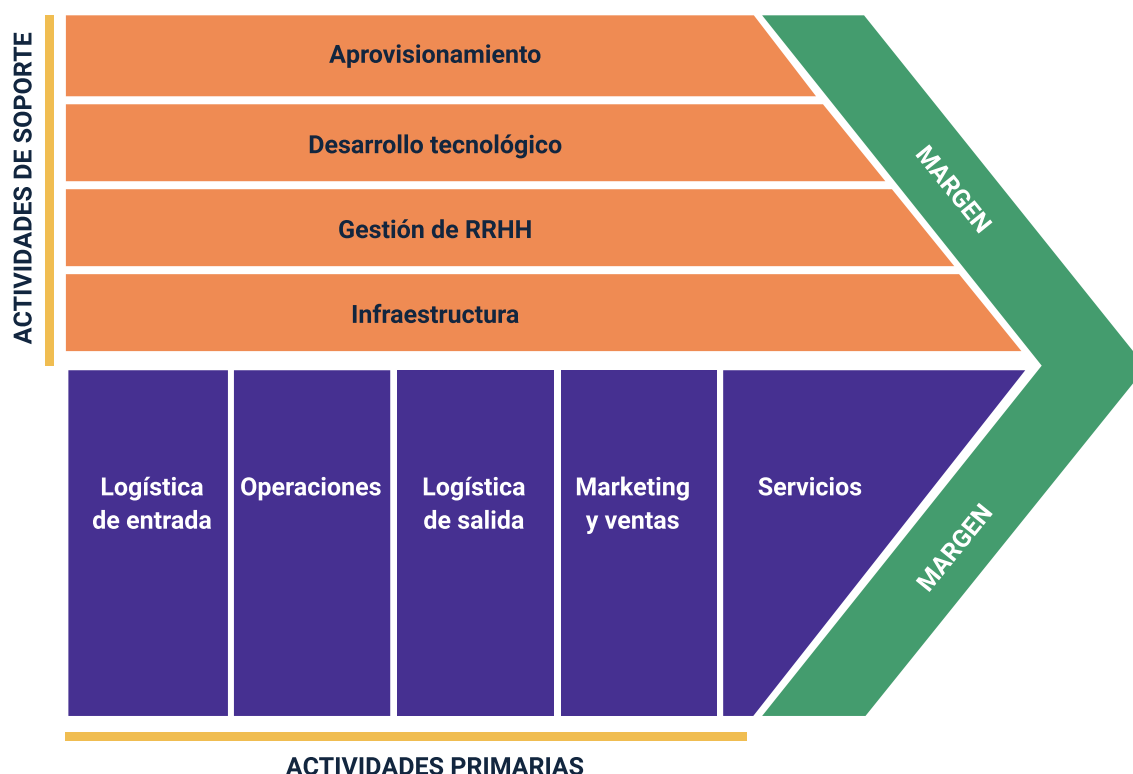 ACTIVIDADES DE SOPORTE
Aprovisionamiento
Desarrollo tecnológico
Gestión de RRHH
Infraestructura
MARGEN
Logística
de entrada
Operaciones
Logística
de salida
Marketing
y ventas
Servicios
MARGEN
ACTIVIDADES PRIMARIAS